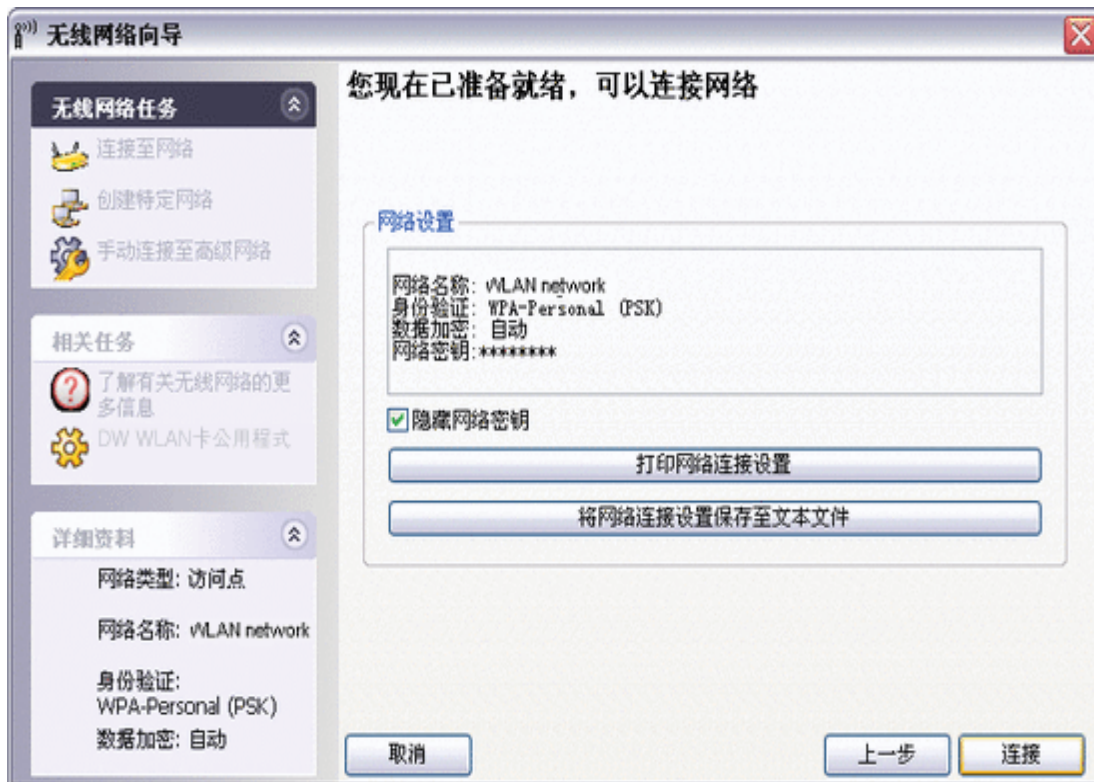 无线网络向导
无线网络任务
连接至网络
创建特定网络
手动连接至高级网络
相关任务
了解有关无线网络的更
多信息
DW WLAN卡公用程式
详细资料
网络类型: 访问点
网络名称: WLAN network
身份验证:
WPA-Personal (PSK)
数据加密: 自动
您现在已准备就绪，可以连接网络
网络设置
网络名称: WLAN network
身份验证: WPA-Personal (PSK)
数据加密: 自动
网络密钥:********
隐藏网络密钥
打印网络连接设置
将网络连接设置保存至文本文件
取消
上一步
连接